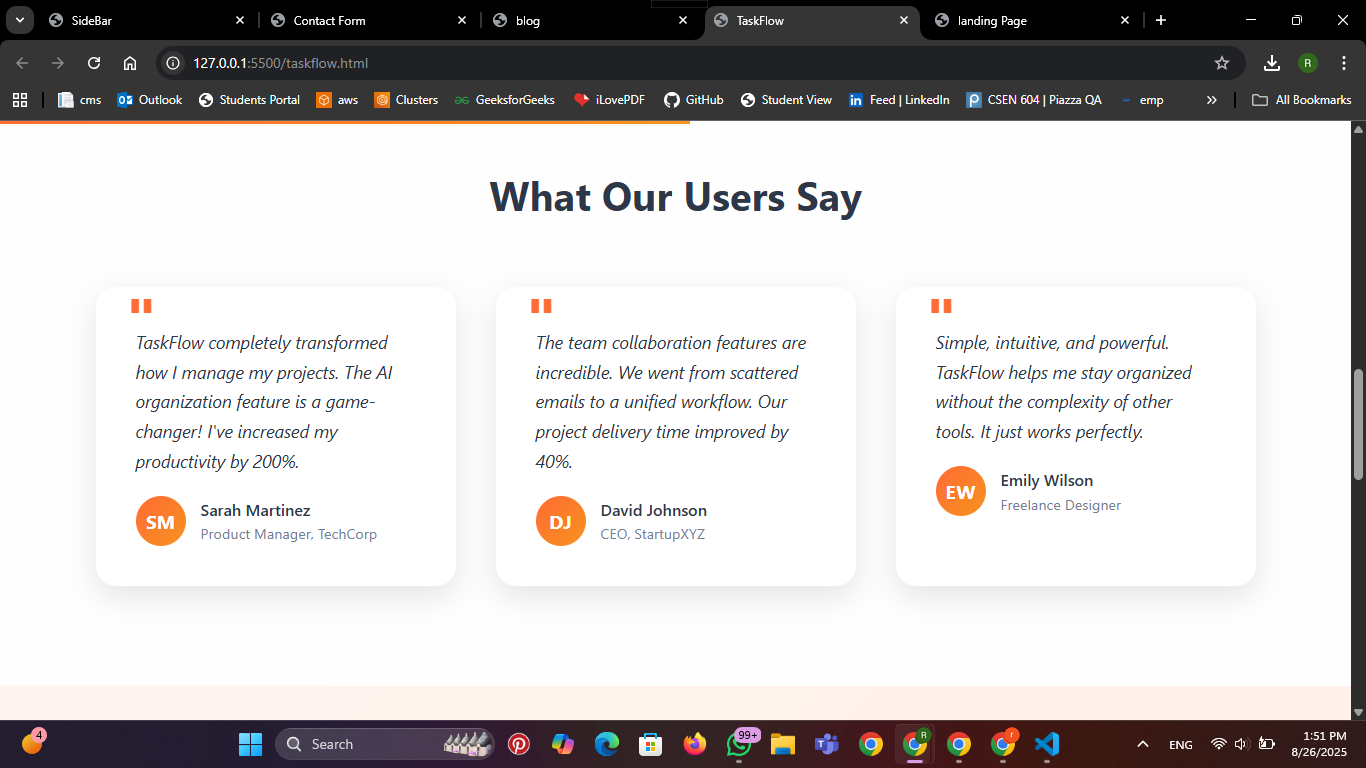 SideBar
Contact Form
blog
TaskFlow
landing Page
127.0.0.1:5500/taskflow.html
R
cms
Outlook
Students Portal
aws
Clusters
GeeksforGeeks
iLovePDF
GitHub
Student View
Feed | LinkedIn
CSEN 604 | Piazza QA
emp
All Bookmarks
What Our Users Say
"
TaskFlow completely transformed
how I manage my projects. The AI
organization feature is a game-
changer! I've increased my
productivity by 200%.
SM
Sarah Martinez
Product Manager, TechCorp
"
The team collaboration features are
incredible. We went from scattered
emails to a unified workflow. Our
project delivery time improved by
40%.
DJ
David Johnson
CEO, StartupXYZ
"
Simple, intuitive, and powerful.
TaskFlow helps me stay organized
without the complexity of other
tools. It just works perfectly.
EW
Emily Wilson
Freelance Designer
4
Search
99+
R
r
ENG
1:51 PM
8/26/2025